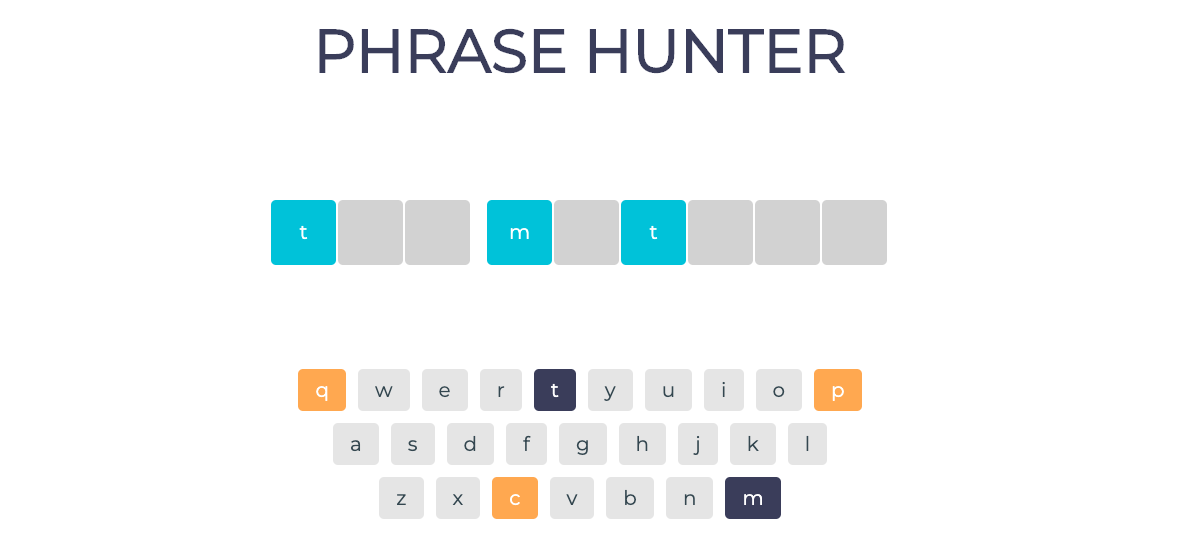 PHRASE HUNTER
t m t
q w e r t y u i o p
a s d f g h j k l
z x c v b n m